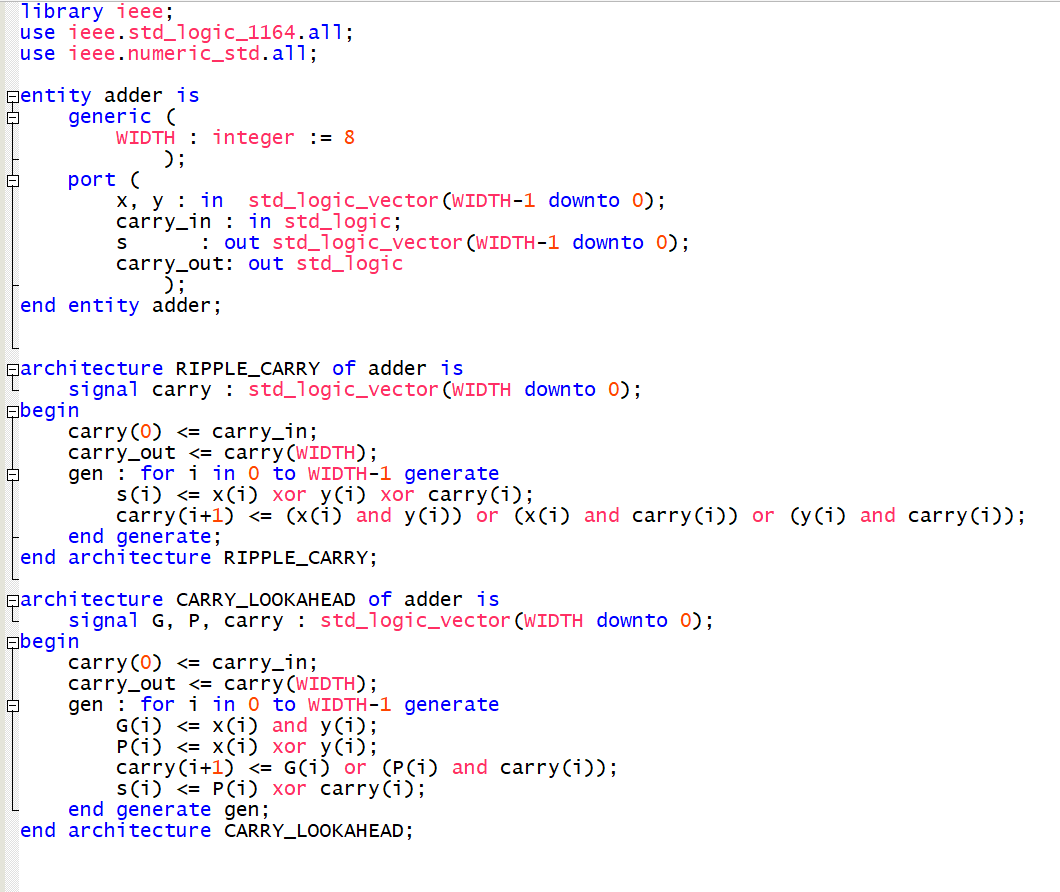 library ieee;
use ieee.std_logic_1164.all;
use ieee.numeric_std.all;

entity adder is
    generic (
        WIDTH : integer := 8
            );
    port (
        x, y : in  std_logic_vector(WIDTH-1 downto 0);
        carry_in : in std_logic;
        s      : out std_logic_vector(WIDTH-1 downto 0);
        carry_out: out std_logic
            );
end entity adder;


architecture RIPPLE_CARRY of adder is
    signal carry : std_logic_vector(WIDTH downto 0);
begin
    carry(0) <= carry_in;
    carry_out <= carry(WIDTH);
    gen : for i in 0 to WIDTH-1 generate
        s(i) <= x(i) xor y(i) xor carry(i);
        carry(i+1) <= (x(i) and y(i)) or (x(i) and carry(i)) or (y(i) and carry(i));
    end generate;
end architecture RIPPLE_CARRY;

architecture CARRY_LOOKAHEAD of adder is
    signal G, P, carry : std_logic_vector(WIDTH downto 0);
begin
    carry(0) <= carry_in;
    carry_out <= carry(WIDTH);
    gen : for i in 0 to WIDTH-1 generate
        G(i) <= x(i) and y(i);
        P(i) <= x(i) xor y(i);
        carry(i+1) <= G(i) or (P(i) and carry(i));
        s(i) <= P(i) xor carry(i);
    end generate gen;
end architecture CARRY_LOOKAHEAD;